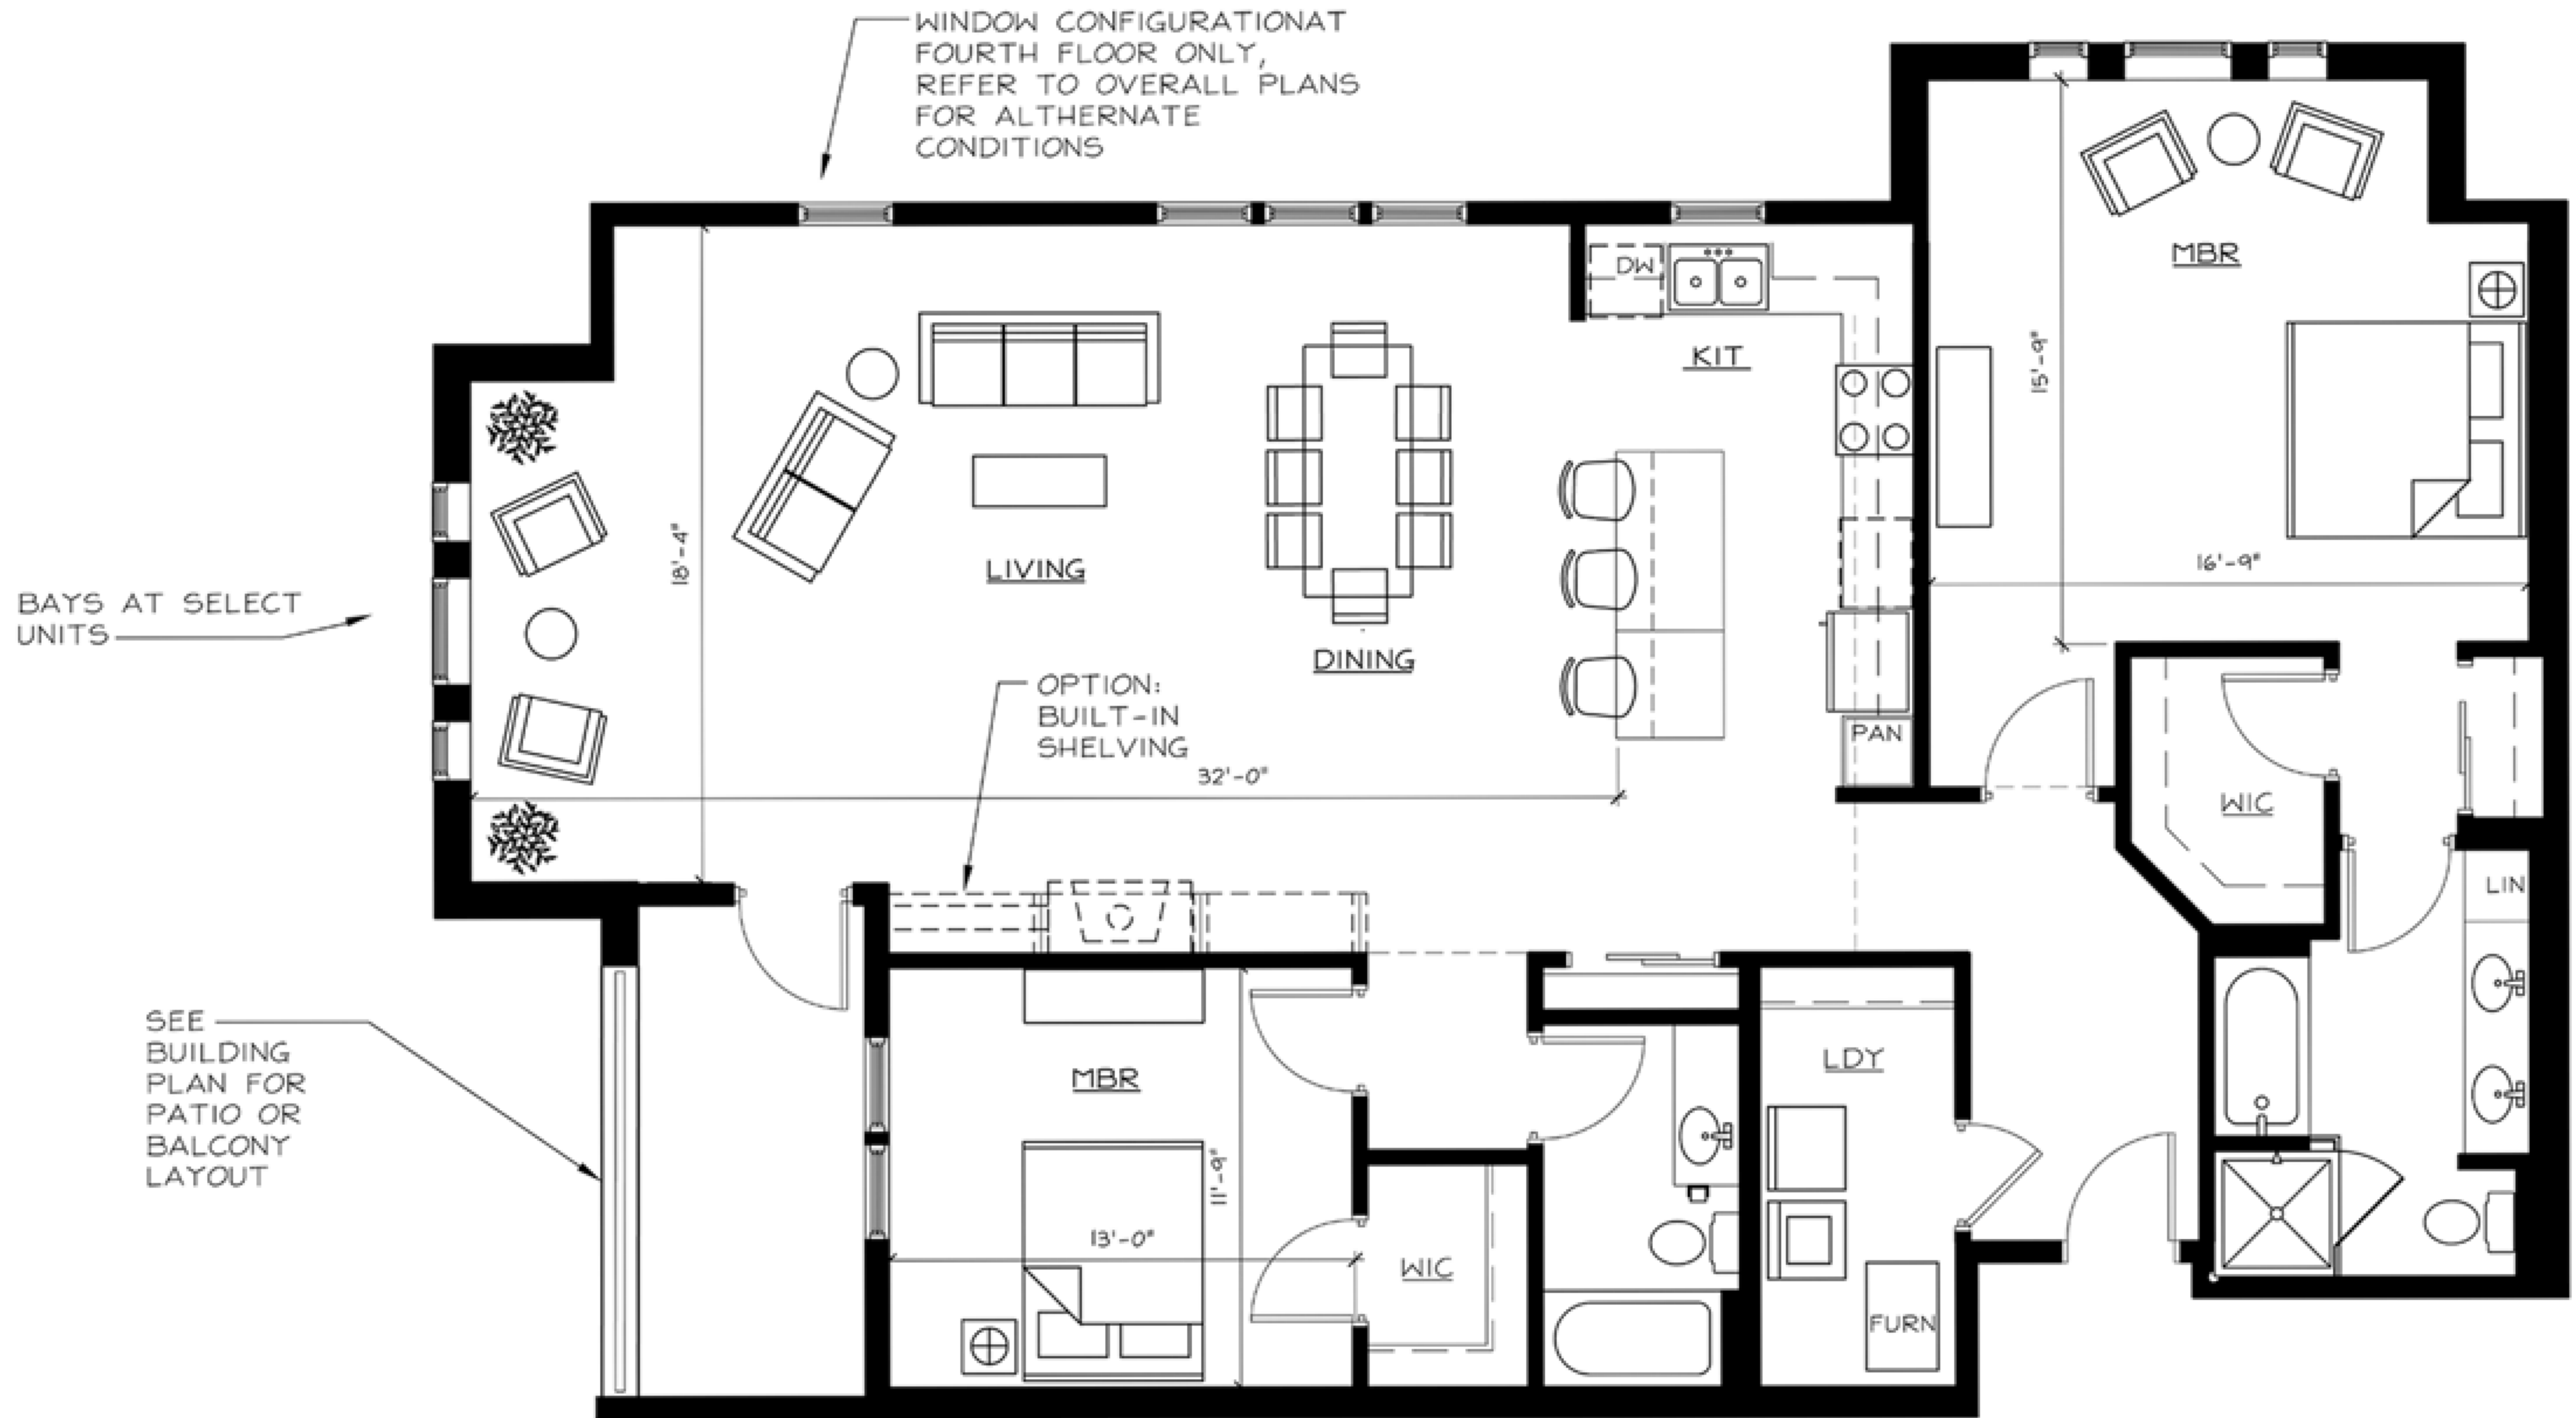 WINDOW CONFIGURATIONAT
FOURTH FLOOR ONLY,
REFER TO OVERALL PLANS
FOR ALTHERNATE
CONDITIONS
MBR
DW
KIT
15'-9"
18'-4"
LIVING
16'-9"
BAYS AT SELECT
UNITS
DINING
OPTION:
BUILT-IN
SHELVING
PAN
32'-0"
WIC
LIN
SEE
BUILDING
PLAN FOR
PATIO OR
BALCONY
LAYOUT
MBR
LDY
11'-9"
13'-0"
WIC
FURN